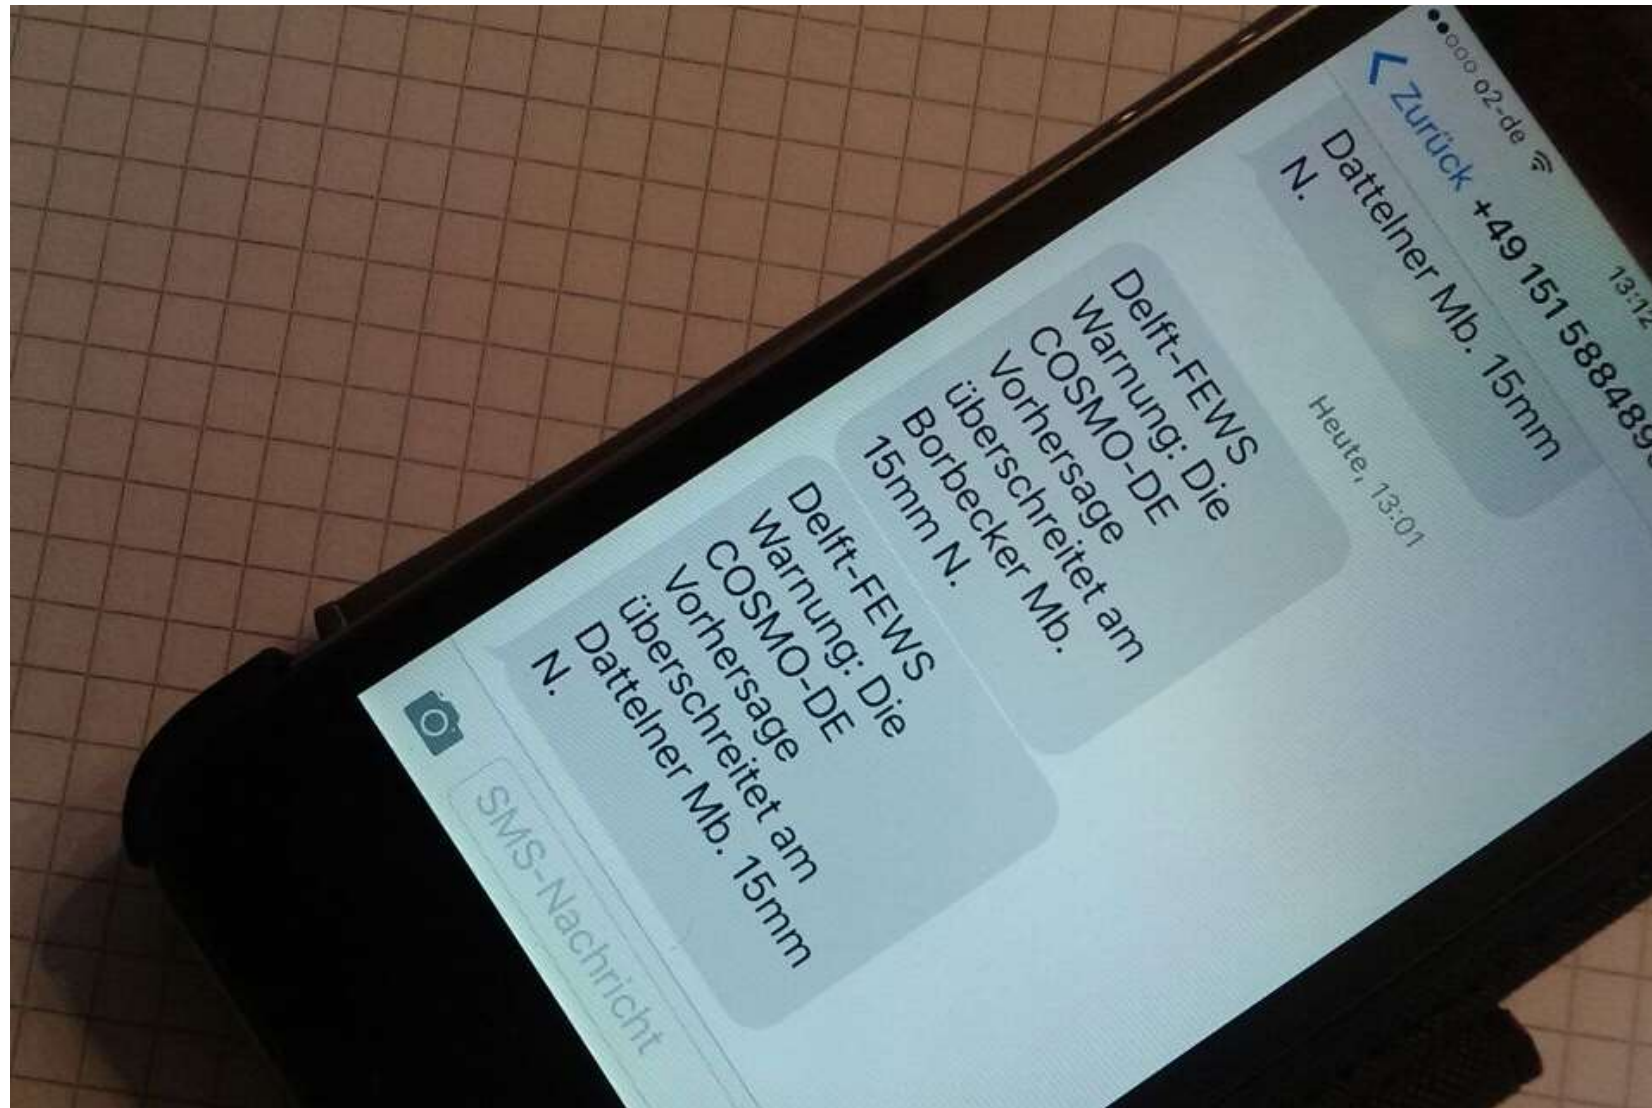 o2-de 13:12
Zurück +49 151 588489
Dattelner Mb. 15mm
N.
Heute, 13:01
Delft-FEWS
Warnung: Die
COSMO-DE
Vorhersage
überschreitet am
Borbecker Mb.
15mm N.
Delft-FEWS
Warnung: Die
COSMO-DE
Vorhersage
überschreitet am
Dattelner Mb. 15mm
N.
SMS-Nachricht